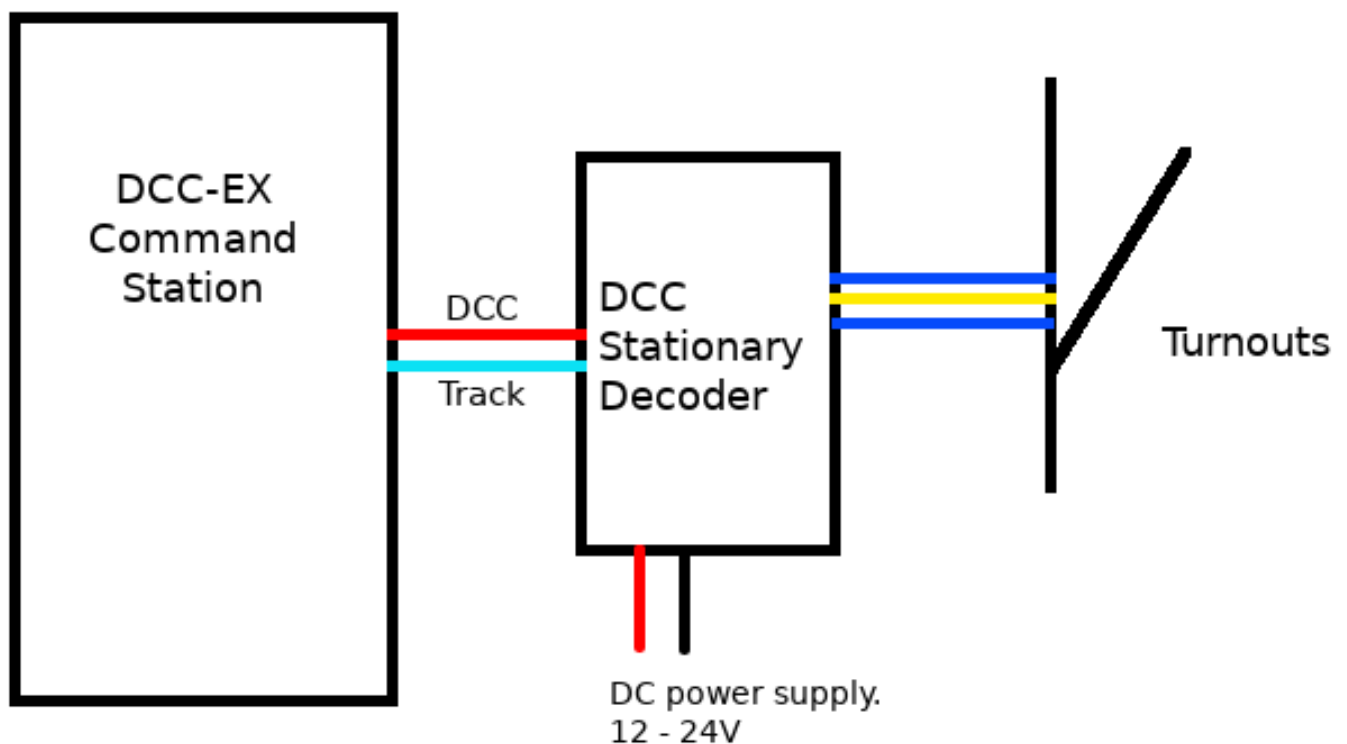 DCC-EX
Command
Station
DCC
Track
DCC
Stationary
Decoder
Turnouts
DC power supply.
12 - 24V